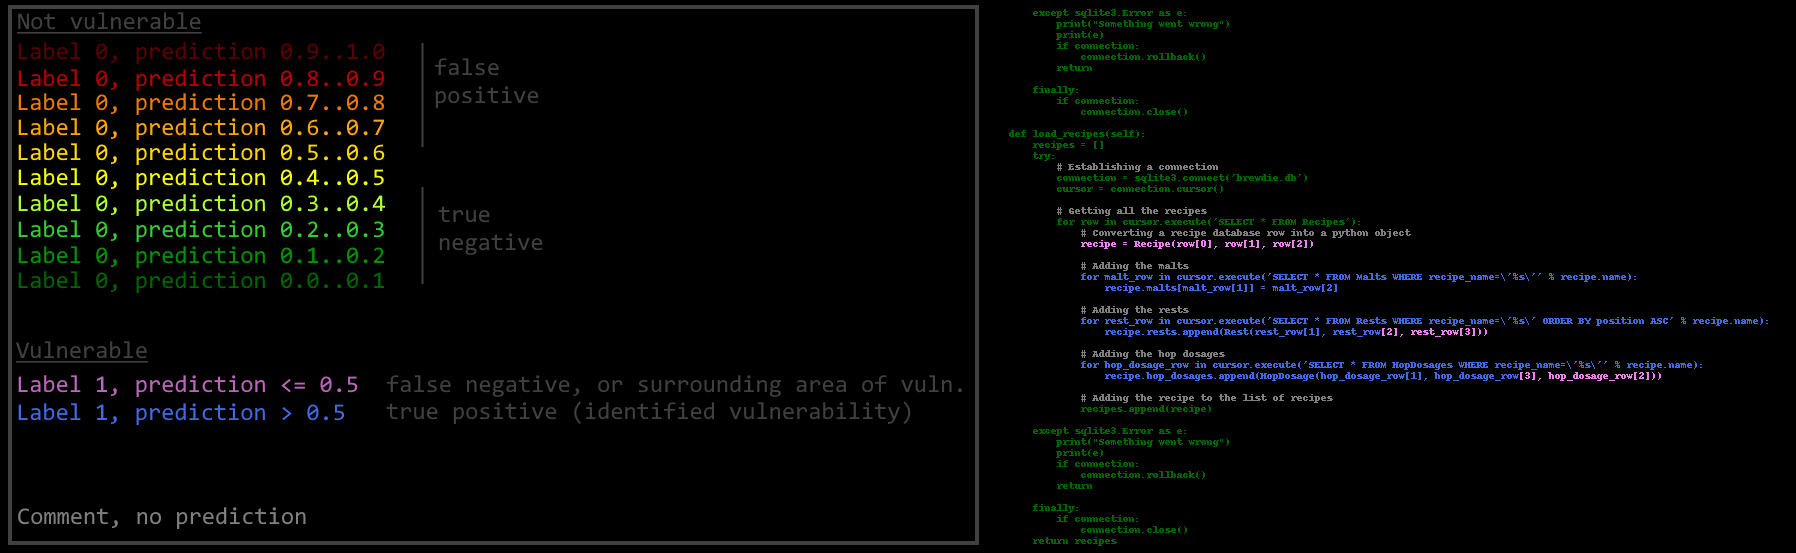 Not vulnerable
Label 0, prediction 0.9..1.0
Label 0, prediction 0.8..0.9
Label 0, prediction 0.7..0.8
Label 0, prediction 0.6..0.7
Label 0, prediction 0.5..0.6
Label 0, prediction 0.4..0.5
Label 0, prediction 0.3..0.4
Label 0, prediction 0.2..0.3
Label 0, prediction 0.1..0.2
Label 0, prediction 0.0..0.1
false
positive
true
negative
Vulnerable
Label 1, prediction <= 0.5 false negative, or surrounding area of vuln.
Label 1, prediction > 0.5 true positive (identified vulnerability)
Comment, no prediction
except sqlite3.Error as e:
print("Something went wrong")
print(e)
if connection:
connection.rollback()
return
finally:
if connection:
connection.close()
def load_recipes(self):
recipes = []
try:
# Establishing a connection
connection = sqlite3.connect('brewdie.db')
cursor = connection.cursor()
# Getting all the recipes
for row in cursor.execute('SELECT * FROM Recipes'):
# Converting a recipe database row into a python object
recipe = Recipe(row[0], row[1], row[2])
# Adding the malts
for malt_row in cursor.execute('SELECT * FROM Malts WHERE recipe_name=\'%s\'' % recipe.name):
recipe.malts[malt_row[1]] = malt_row[2]
# Adding the rests
for rest_row in cursor.execute('SELECT * FROM Rests WHERE recipe_name=\'%s\' ORDER BY position ASC' % recipe.name):
recipe.rests.append(Rest(rest_row[1], rest_row[2], rest_row[3]))
# Adding the hop dosages
for hop_dosage_row in cursor.execute('SELECT * FROM HopDosages WHERE recipe_name=\'%s\'' % recipe.name):
recipe.hop_dosages.append(HopDosage(hop_dosage_row[1], hop_dosage_row[3], hop_dosage_row[2]))
# Adding the recipe to the list of recipes
recipes.append(recipe)
except sqlite3.Error as e:
print("Something went wrong")
print(e)
if connection:
connection.rollback()
return
finally:
if connection:
connection.close()
return recipes